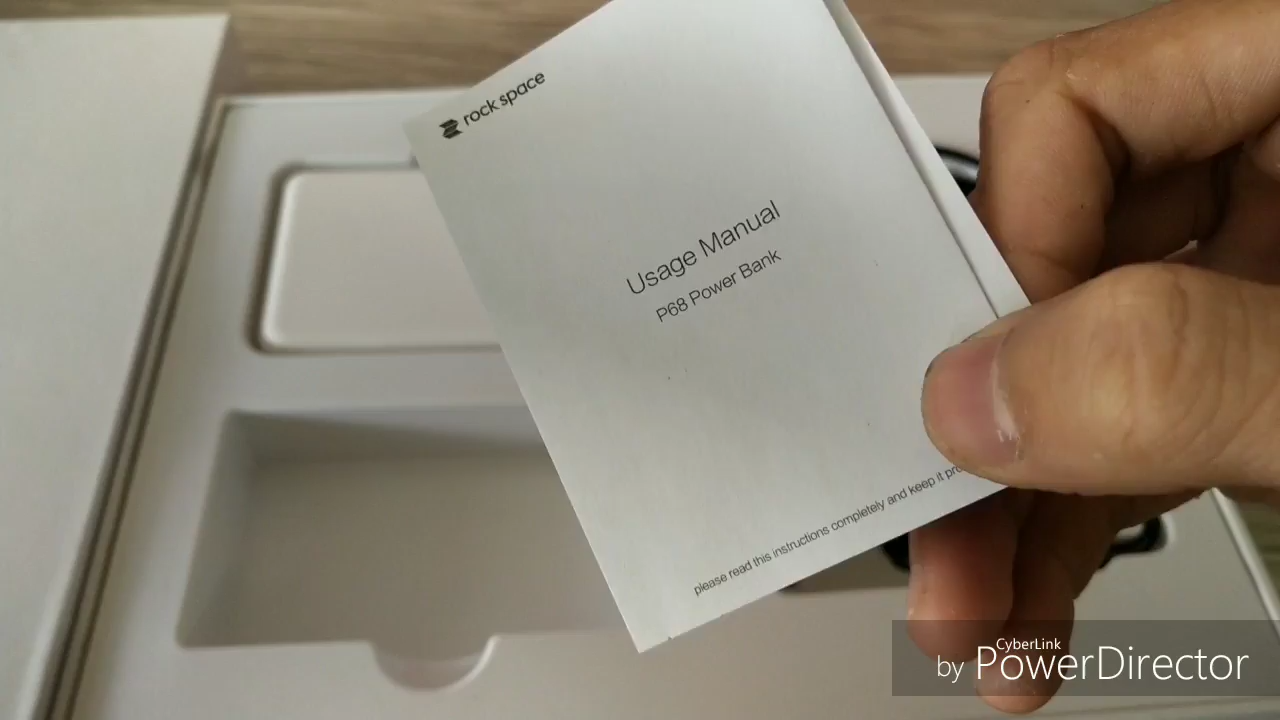 rock space
Usage Manual
P68 Power Bank
please read this instructions completely and keep it
CyberLink
by PowerDirector